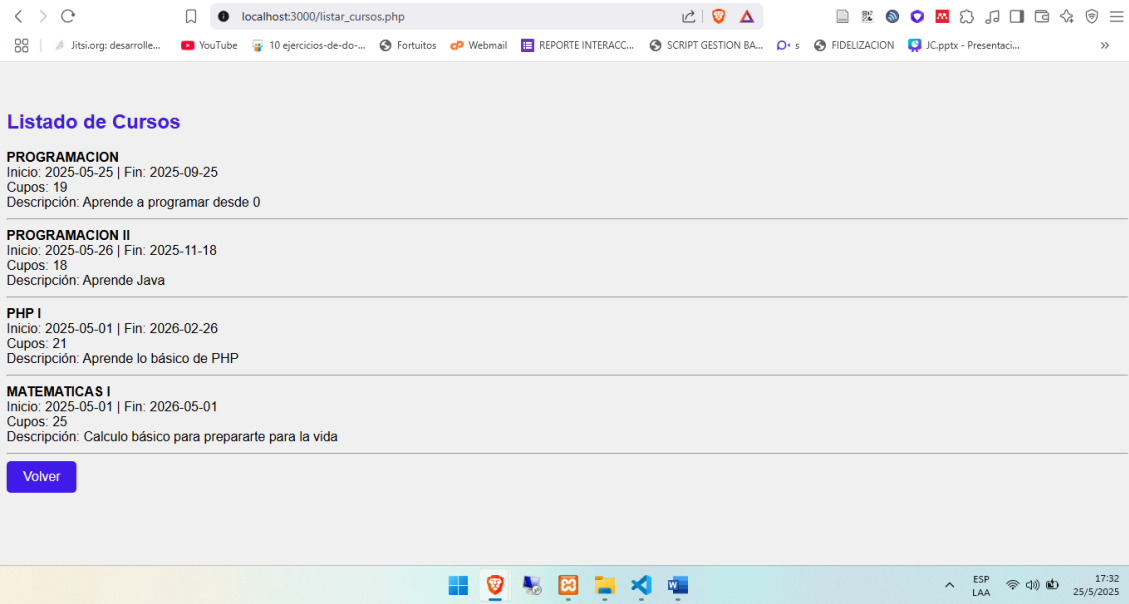 localhost:3000/listar_cursos.php
Jitsi.org: desarrolle...
YouTube
10 ejercicios-de-do-...
Fortuitos
Webmail
REPORTE INTERACC...
SCRIPT GESTION BA...
s
FIDELIZACION
JC.pptx - Presentaci...
Listado de Cursos
PROGRAMACION
Inicio: 2025-05-25 | Fin: 2025-09-25
Cupos: 19
Descripción: Aprende a programar desde 0
PROGRAMACION II
Inicio: 2025-05-26 | Fin: 2025-11-18
Cupos: 18
Descripción: Aprende Java
PHP I
Inicio: 2025-05-01 | Fin: 2026-02-26
Cupos: 21
Descripción: Aprende lo básico de PHP
MATEMATICAS I
Inicio: 2025-05-01 | Fin: 2026-05-01
Cupos: 25
Descripción: Calculo básico para prepararte para la vida
Volver
ESP
LAA
17:32
25/5/2025